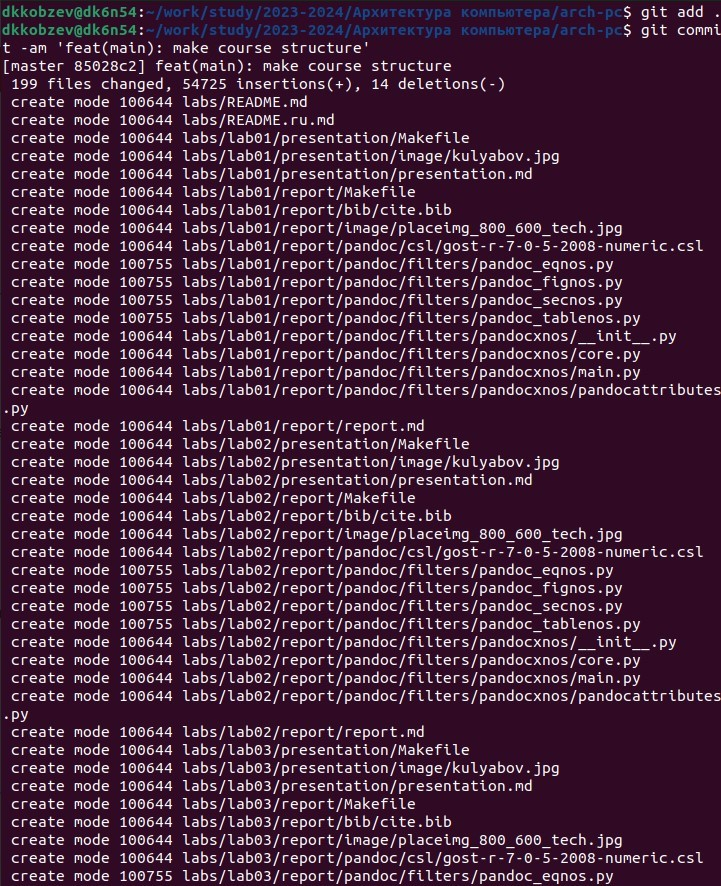 dkkobzev@dk6n54:~/work/study/2023-2024/Архитектура компьютера/arch-pc$ git add .
dkkobzev@dk6n54:~/work/study/2023-2024/Архитектура компьютера/arch-pc$ git commi
t -am 'feat(main): make course structure'
[master 85028c2] feat(main): make course structure
 199 files changed, 54725 insertions(+), 14 deletions(-)
 create mode 100644 labs/README.md
 create mode 100644 labs/README.ru.md
 create mode 100644 labs/lab01/presentation/Makefile
 create mode 100644 labs/lab01/presentation/image/kulyabov.jpg
 create mode 100644 labs/lab01/presentation/presentation.md
 create mode 100644 labs/lab01/report/Makefile
 create mode 100644 labs/lab01/report/bib/cite.bib
 create mode 100644 labs/lab01/report/image/placeimg_800_600_tech.jpg
 create mode 100644 labs/lab01/report/pandoc/csl/gost-r-7-0-5-2008-numeric.csl
 create mode 100755 labs/lab01/report/pandoc/filters/pandoc_eqnos.py
 create mode 100755 labs/lab01/report/pandoc/filters/pandoc_fignos.py
 create mode 100755 labs/lab01/report/pandoc/filters/pandoc_secnos.py
 create mode 100755 labs/lab01/report/pandoc/filters/pandoc_tablenos.py
 create mode 100644 labs/lab01/report/pandoc/filters/pandocxnos/__init__.py
 create mode 100644 labs/lab01/report/pandoc/filters/pandocxnos/core.py
 create mode 100644 labs/lab01/report/pandoc/filters/pandocxnos/main.py
 create mode 100644 labs/lab01/report/pandoc/filters/pandocxnos/pandocattributes
.py
 create mode 100644 labs/lab01/report/report.md
 create mode 100644 labs/lab02/presentation/Makefile
 create mode 100644 labs/lab02/presentation/image/kulyabov.jpg
 create mode 100644 labs/lab02/presentation/presentation.md
 create mode 100644 labs/lab02/report/Makefile
 create mode 100644 labs/lab02/report/bib/cite.bib
 create mode 100644 labs/lab02/report/image/placeimg_800_600_tech.jpg
 create mode 100644 labs/lab02/report/pandoc/csl/gost-r-7-0-5-2008-numeric.csl
 create mode 100755 labs/lab02/report/pandoc/filters/pandoc_eqnos.py
 create mode 100755 labs/lab02/report/pandoc/filters/pandoc_fignos.py
 create mode 100755 labs/lab02/report/pandoc/filters/pandoc_secnos.py
 create mode 100755 labs/lab02/report/pandoc/filters/pandoc_tablenos.py
 create mode 100644 labs/lab02/report/pandoc/filters/pandocxnos/__init__.py
 create mode 100644 labs/lab02/report/pandoc/filters/pandocxnos/core.py
 create mode 100644 labs/lab02/report/pandoc/filters/pandocxnos/main.py
 create mode 100644 labs/lab02/report/pandoc/filters/pandocxnos/pandocattributes
.py
 create mode 100644 labs/lab02/report/report.md
 create mode 100644 labs/lab03/presentation/Makefile
 create mode 100644 labs/lab03/presentation/image/kulyabov.jpg
 create mode 100644 labs/lab03/presentation/presentation.md
 create mode 100644 labs/lab03/report/Makefile
 create mode 100644 labs/lab03/report/bib/cite.bib
 create mode 100644 labs/lab03/report/image/placeimg_800_600_tech.jpg
 create mode 100644 labs/lab03/report/pandoc/csl/gost-r-7-0-5-2008-numeric.csl
 create mode 100755 labs/lab03/report/pandoc/filters/pandoc_eqnos.py